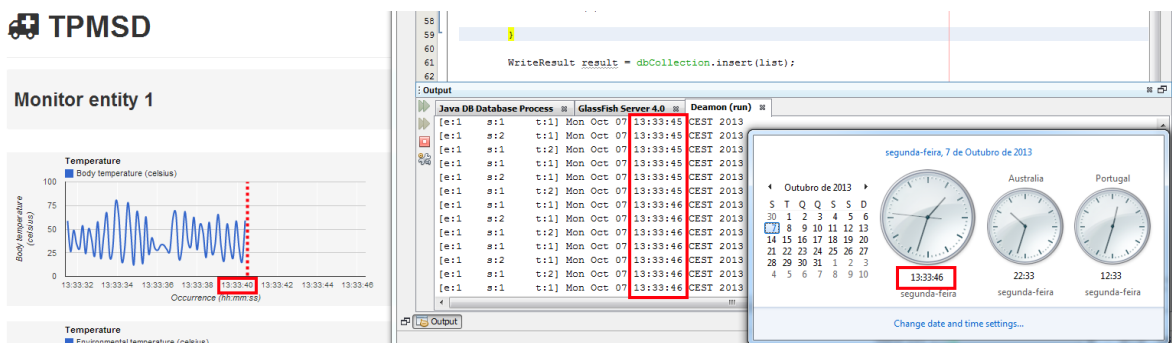 TPMSD
Monitor entity 1
Temperature
Body temperature (celsius)
Body temperature
(celsius)
100
75
50
25
0
13:33:32 13:33:34 13:33:36 13:33:38 13:33:40 13:33:42 13:33:44 13:33:46
Occurrence (hh:mm:ss)
Temperature
Environmental temperature (celsius)
58
59 }
60
61 WriteResult result = dbCollection.insert(list);
62
Output
Java DB Database Process GlassFish Server 4.0 Deamon (run)
[e:1 s:1 t:1] Mon Oct 07 13:33:45 CEST 2013
[e:1 s:2 t:1] Mon Oct 07 13:33:45 CEST 2013
[e:1 s:1 t:2] Mon Oct 07 13:33:45 CEST 2013
[e:1 s:1 t:1] Mon Oct 07 13:33:45 CEST 2013
[e:1 s:2 t:1] Mon Oct 07 13:33:45 CEST 2013
[e:1 s:1 t:2] Mon Oct 07 13:33:45 CEST 2013
[e:1 s:1 t:1] Mon Oct 07 13:33:46 CEST 2013
[e:1 s:2 t:1] Mon Oct 07 13:33:46 CEST 2013
[e:1 s:1 t:2] Mon Oct 07 13:33:46 CEST 2013
[e:1 s:1 t:1] Mon Oct 07 13:33:46 CEST 2013
[e:1 s:2 t:1] Mon Oct 07 13:33:46 CEST 2013
[e:1 s:1 t:2] Mon Oct 07 13:33:46 CEST 2013
[e:1 s:1 t:1] Mon Oct 07 13:33:46 CEST 2013
Output
segunda-feira, 7 de Outubro de 2013
Outubro de 2013
S T Q Q S S D
30 1 2 3 4 5 6
7 8 9 10 11 12 13
14 15 16 17 18 19 20
21 22 23 24 25 26 27
28 29 30 31 1 2 3
4 5 6 7 8 9 10
13:33:46
segunda-feira
Australia
22:33
segunda-feira
Portugal
12:33
segunda-feira
Change date and time settings...